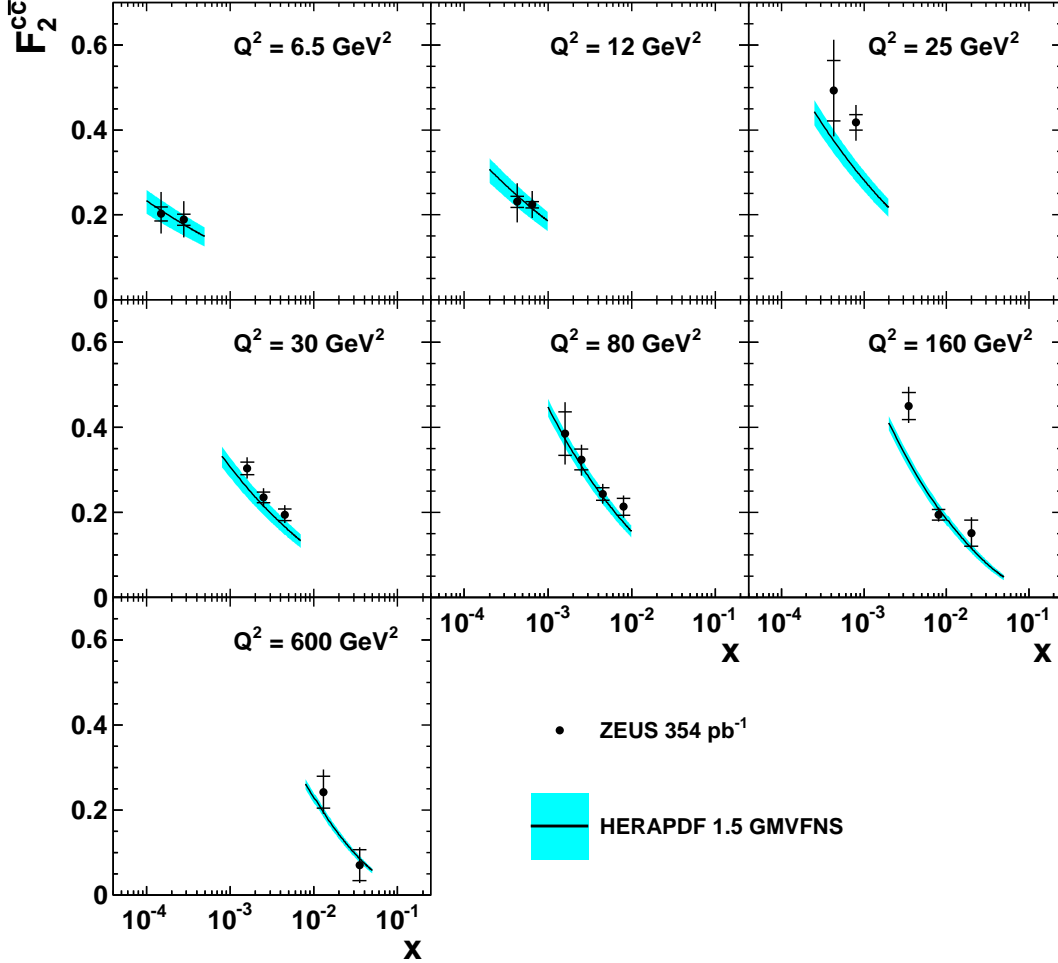 F₂^cc̄
Q² = 6.5 GeV²
Q² = 12 GeV²
Q² = 25 GeV²
0.6
0.4
0.2
0
Q² = 30 GeV²
Q² = 80 GeV²
Q² = 160 GeV²
0.6
0.4
0.2
0
10⁻⁴ 10⁻³ 10⁻² 10⁻¹
x
10⁻⁴ 10⁻³ 10⁻² 10⁻¹
x
Q² = 600 GeV²
0.6
0.4
0.2
0
10⁻⁴ 10⁻³ 10⁻² 10⁻¹
x
ZEUS 354 pb⁻¹
HERAPDF 1.5 GMVFNS